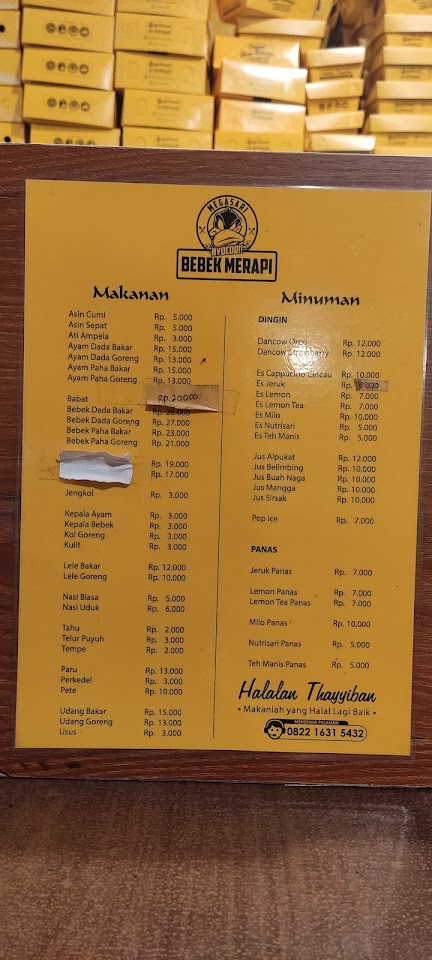 MEGASARI
NYOCOOI
BEBEK MERAPI
Makanan
Asin Cumi Rp. 5.000
Asin Sepat Rp. 5.000
Ati Ampela Rp. 3.000
Ayam Dada Bakar Rp. 15.000
Ayam Dada Goreng Rp. 13.000
Ayam Paha Bakar Rp. 15.000
Ayam Paha Goreng Rp. 13.000
Babat Rp. 20000
Bebek Dada Bakar Rp. 28.000
Bebek Dada Goreng Rp. 27.000
Bebek Paha Bakar Rp. 23.000
Bebek Paha Goreng Rp. 21.000
Rp. 19.000
Rp. 17.000
Jengkol Rp. 3.000
Kepala Ayam Rp. 3.000
Kepala Bebek Rp. 3.000
Kol Goreng Rp. 3.000
Kulit Rp. 3.000
Lele Bakar Rp. 12.000
Lele Goreng Rp. 10.000
Nasi Biasa Rp. 5.000
Nasi Uduk Rp. 6.000
Tahu Rp. 2.000
Telur Puyuh Rp. 3.000
Tempe Rp. 2.000
Paru Rp. 13.000
Perkedel Rp. 3.000
Pete Rp. 10.000
Udang Bakar Rp. 15.000
Udang Goreng Rp. 13.000
Usus Rp. 3.000
Minuman
DINGIN
Dancow Oreo Rp. 12.000
Dancow Strawberry Rp. 12.000
Es Cappucino Cincau Rp. 10.000
Es Jeruk Rp.
Es Lemon Rp. 7.000
Es Lemon Tea Rp. 7.000
Es Milo Rp. 10.000
Es Nutrisari Rp. 5.000
Es Teh Manis Rp. 5.000
Jus Alpukat Rp. 12.000
Jus Belimbing Rp. 10.000
Jus Buah Naga Rp. 10.000
Jus Mangga Rp. 10.000
Jus Sirsak Rp. 10.000
Pop Ice Rp. 7.000
PANAS
Jeruk Panas Rp. 7.000
Lemon Panas Rp. 7.000
Lemon Tea Panas Rp. 7.000
Milo Panas Rp. 10.000
Nutrisari Panas Rp. 5.000
Teh Manis Panas Rp. 5.000
Halalan Thayyiban
• Makanlah yang Halal Lagi Baik •
MENERIMA PESANAN
0822 1631 5432